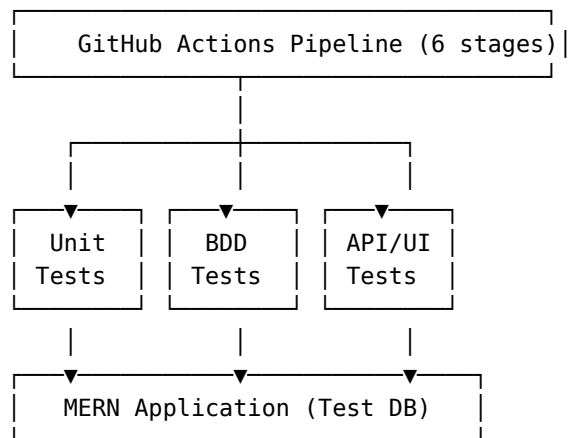 GitHub Actions Pipeline (6 stages)
Unit BDD API/UI
Tests Tests Tests
MERN Application (Test DB)